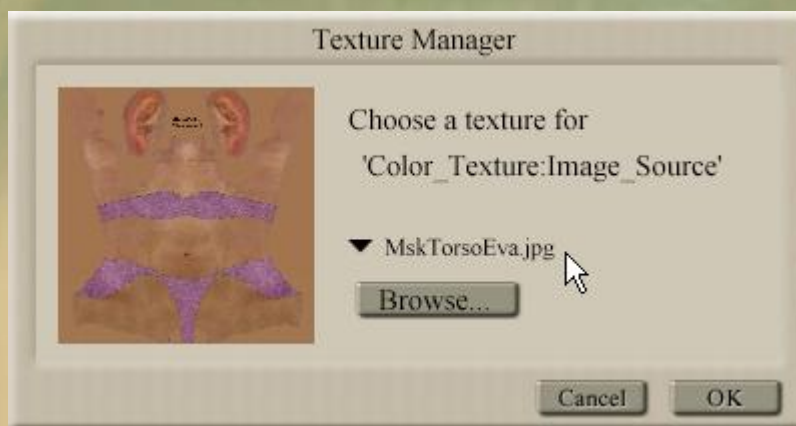 Texture Manager
Choose a texture for
'Color_Texture:Image_Source'
MskTorsoEva.jpg
Browse...
Cancel
OK